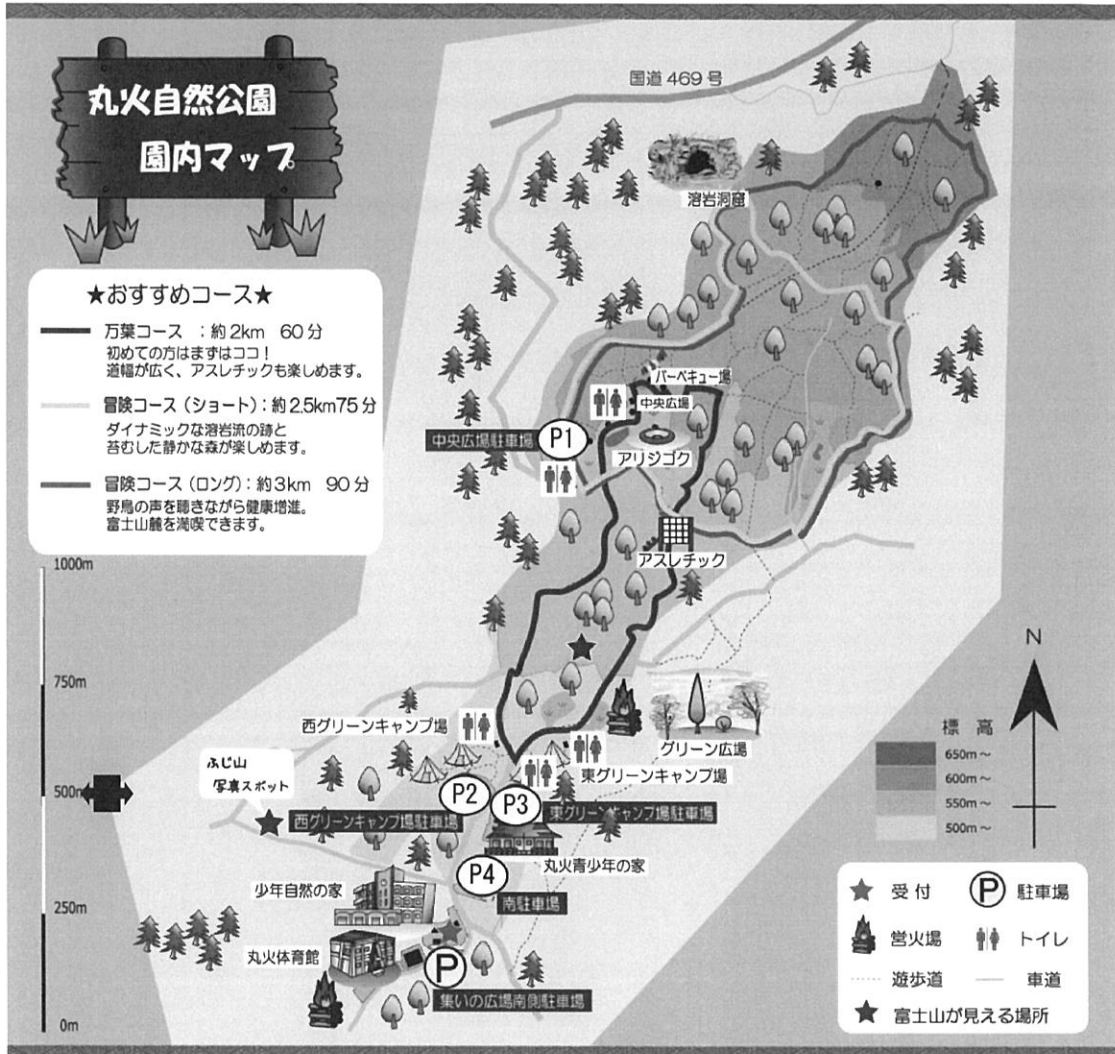 丸火自然公園
園内マップ
国道469号
溶岩洞窟
★おすすめコース★
万葉コース ：約2km 60分
初めての方はまずはココ！
道幅が広く、アスレチックも楽しめます。
冒険コース（ショート）：約2.5km75分
ダイナミックな溶岩流の跡と
苔むした静かな森が楽しめます。
冒険コース（ロング）：約3km 90分
野鳥の声を聴きながら健康増進。
富士山麓を満喫できます。
バーベキュー場
中央広場
中央広場駐車場
P1
アリジゴク
アスレチック
1000m
750m
500m
250m
0m
西グリーンキャンプ場
グリーン広場
東グリーンキャンプ場
ふじ山
写真スポット
P2
P3
西グリーンキャンプ場駐車場
東グリーンキャンプ場駐車場
丸火青少年の家
P4
南駐車場
少年自然の家
丸火体育館
P
集いの広場南側駐車場
N
標高
650m～
600m～
550m～
500m～
受付
P 駐車場
営火場
トイレ
遊歩道
車道
富士山が見える場所